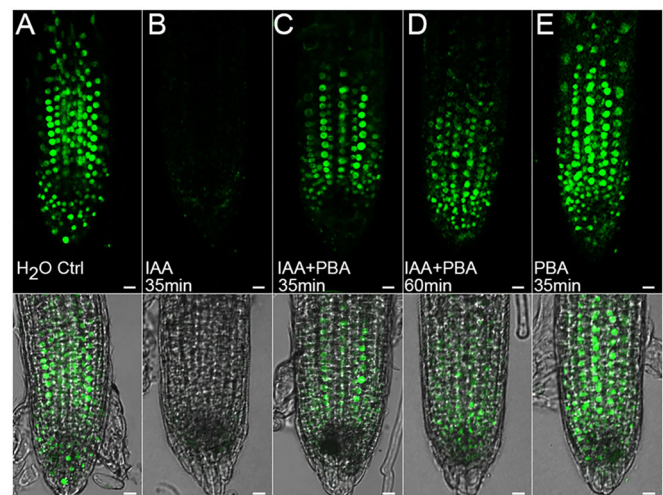 A
B
C
D
E
H2O Ctrl
IAA
35min
IAA+PBA
35min
IAA+PBA
60min
PBA
35min